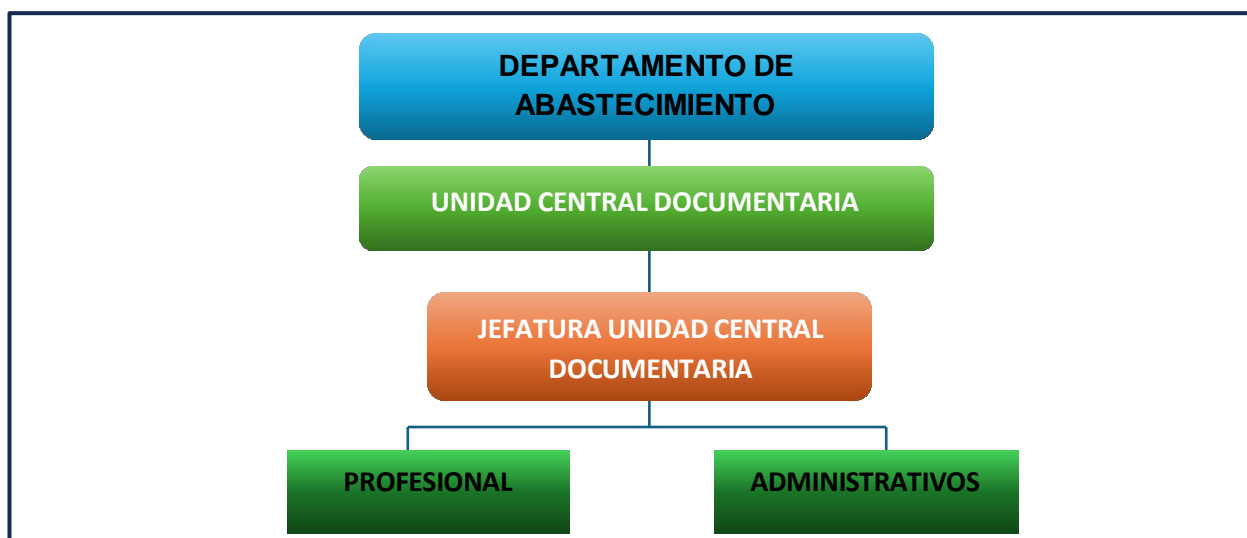 DEPARTAMENTO DE
ABASTECIMIENTO
UNIDAD CENTRAL DOCUMENTARIA
JEFATURA UNIDAD CENTRAL
DOCUMENTARIA
PROFESIONAL
ADMINISTRATIVOS